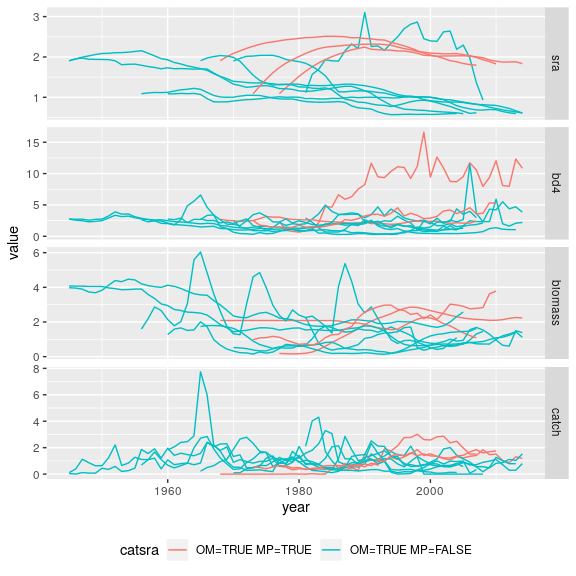 3
2
1
sra
15
10
5
0
bd4
6
4
2
0
biomass
8
6
4
2
0
catch
value
1960
1980
2000
year
catsra OM=TRUE MP=TRUE OM=TRUE MP=FALSE